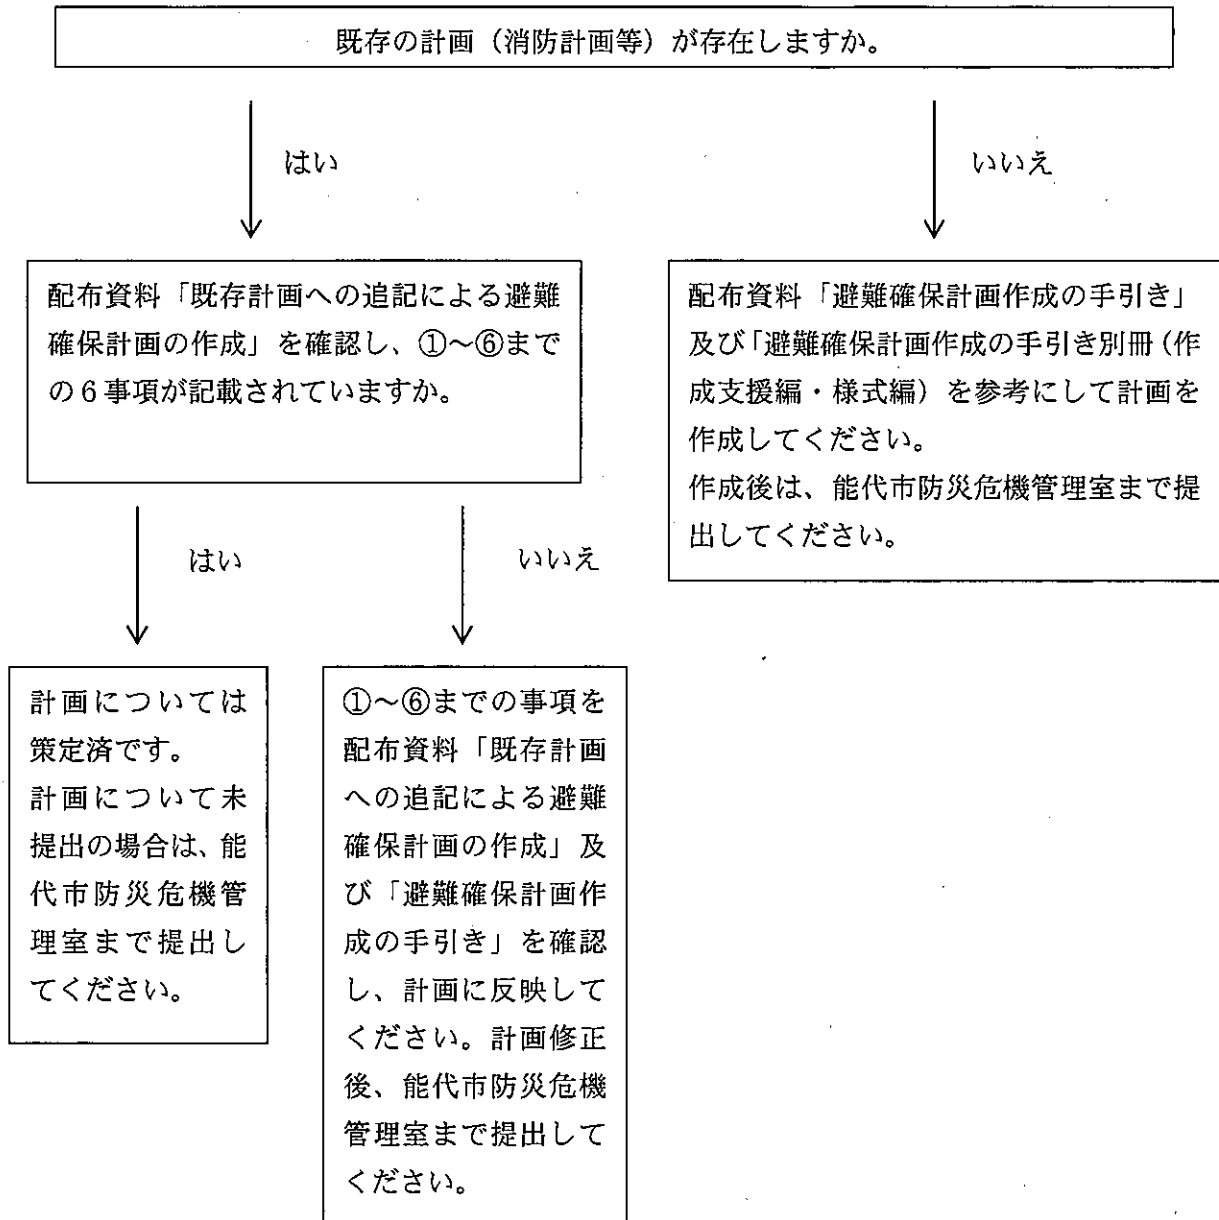 既存の計画（消防計画等）が存在しますか。
はい
いいえ
配布資料「既存計画への追記による避難
確保計画の作成」を確認し、①～⑥まで
の６事項が記載されていますか。
配布資料「避難確保計画作成の手引き」
及び「避難確保計画作成の手引き別冊（作
成支援編・様式編）を参考にして計画を
作成してください。
作成後は、能代市防災危機管理室まで提
出してください。
はい
いいえ
計画については
策定済です。
計画について未
提出の場合は、能
代市防災危機管
理室まで提出し
てください。
①～⑥までの事項を
配布資料「既存計画
への追記による避難
確保計画の作成」及
び「避難確保計画作
成の手引き」を確認
し、計画に反映して
ください。計画修正
後、能代市防災危機
管理室まで提出して
ください。